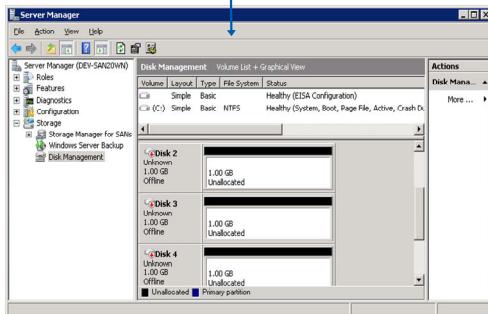 Server Manager
File Action View Help
Server Manager (DEV-SAN20WN)
Roles
Features
Diagnostics
Configuration
Storage
Storage Manager for SANs
Windows Server Backup
Disk Management
Disk Management Volume List + Graphical View
Volume Layout Type File System Status
Simple Basic Healthy (EISA Configuration)
(C:) Simple Basic NTFS Healthy (System, Boot, Page File, Active, Crash Du
Disk 2
Unknown
1.00 GB
Offline
1.00 GB
Unallocated
Disk 3
Unknown
1.00 GB
Offline
1.00 GB
Unallocated
Disk 4
Unknown
1.00 GB
Offline
1.00 GB
Unallocated
Unallocated Primary partition
Actions
Disk Mana...
More ...